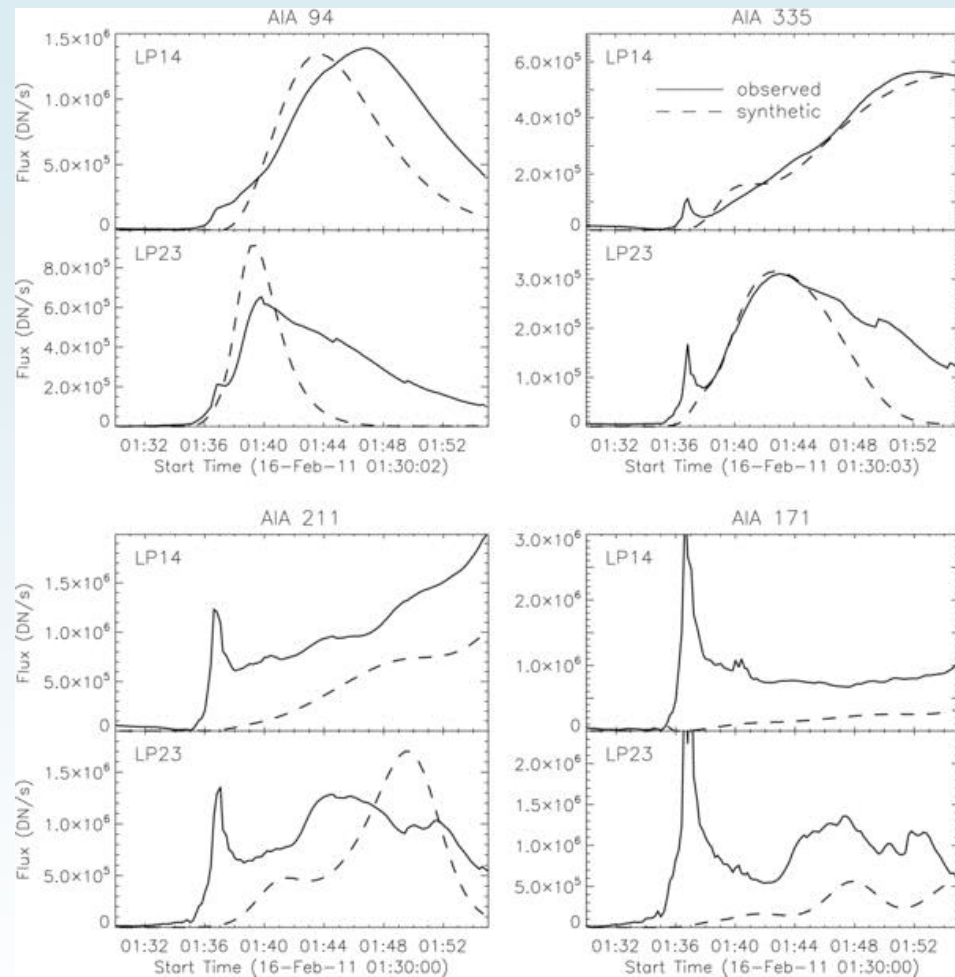 AIA 94
LP14
1.5×10⁶
1.0×10⁶
5.0×10⁵
0
Flux (DN/s)
LP23
8.0×10⁵
6.0×10⁵
4.0×10⁵
2.0×10⁵
0
Flux (DN/s)
01:32 01:36 01:40 01:44 01:48 01:52
Start Time (16-Feb-11 01:30:02)
AIA 335
LP14
6.0×10⁵
4.0×10⁵
2.0×10⁵
0
observed
synthetic
LP23
3.0×10⁵
2.0×10⁵
1.0×10⁵
0
01:36 01:40 01:44 01:48 01:52
01:32
Start Time (16-Feb-11 01:30:03)
AIA 211
LP14
1.5×10⁶
1.0×10⁶
5.0×10⁵
0
Flux (DN/s)
LP23
1.5×10⁶
1.0×10⁶
5.0×10⁵
0
Flux (DN/s)
01:32 01:36 01:40 01:44 01:48 01:52
Start Time (16-Feb-11 01:30:00)
AIA 171
LP14
3.0×10⁶
2.0×10⁶
1.0×10⁶
0
LP23
2.0×10⁶
1.5×10⁶
1.0×10⁶
5.0×10⁵
0
01:32 01:36 01:40 01:44 01:48 01:52
Start Time (16-Feb-11 01:30:00)